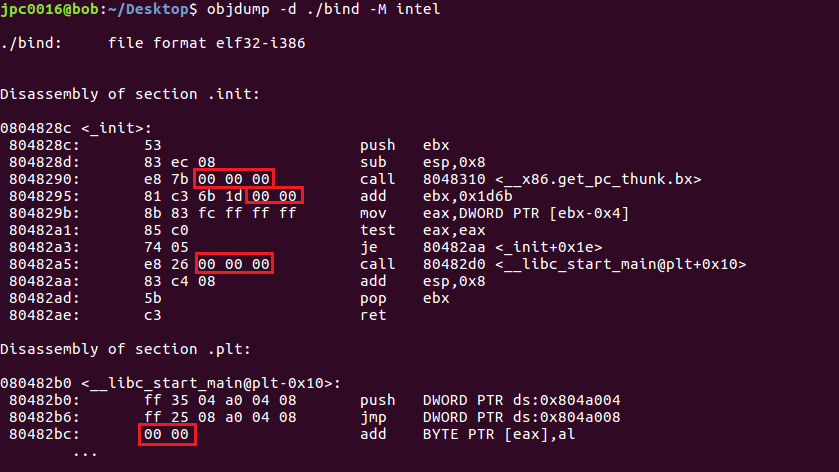 jpc0016@bob:~/Desktop$ objdump -d ./bind -M intel
./bind:     file format elf32-i386
Disassembly of section .init:
0804828c <_init>:
 804828c:	53                   	push   ebx
 804828d:	83 ec 08             	sub    esp,0x8
 8048290:	e8 7b 00 00 00       	call   8048310 <__x86.get_pc_thunk.bx>
 8048295:	81 c3 6b 1d 00 00    	add    ebx,0x1d6b
 804829b:	8b 83 fc ff ff ff    	mov    eax,DWORD PTR [ebx-0x4]
 80482a1:	85 c0                	test   eax,eax
 80482a3:	74 05                	je     80482aa <_init+0x1e>
 80482a5:	e8 26 00 00 00       	call   80482d0 <__libc_start_main@plt+0x10>
 80482aa:	83 c4 08             	add    esp,0x8
 80482ad:	5b                   	pop    ebx
 80482ae:	c3                   	ret
Disassembly of section .plt:
080482b0 <__libc_start_main@plt-0x10>:
 80482b0:	ff 35 04 a0 04 08    	push   DWORD PTR ds:0x804a004
 80482b6:	ff 25 08 a0 04 08    	jmp    DWORD PTR ds:0x804a008
 80482bc:	00 00                	add    BYTE PTR [eax],al
	...